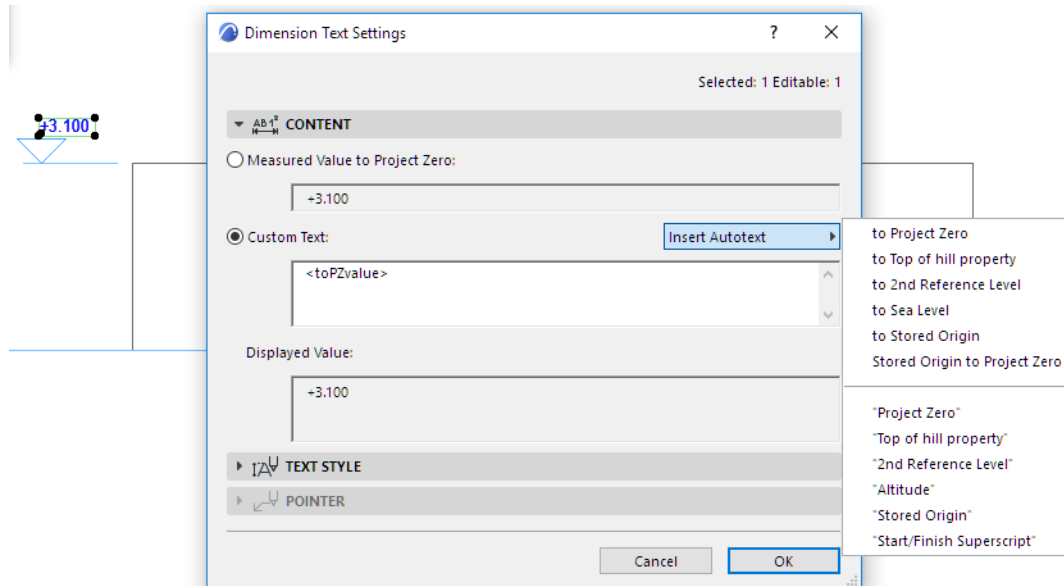 Dimension Text Settings
?
Selected: 1 Editable: 1
+3.100
CONTENT
Measured Value to Project Zero:
+3.100
Custom Text:
Insert Autotext
<toPZvalue>
Displayed Value:
+3.100
TEXT STYLE
POINTER
Cancel
OK
to Project Zero
to Top of hill property
to 2nd Reference Level
to Sea Level
to Stored Origin
Stored Origin to Project Zero
"Project Zero"
"Top of hill property"
"2nd Reference Level"
"Altitude"
"Stored Origin"
"Start/Finish Superscript"